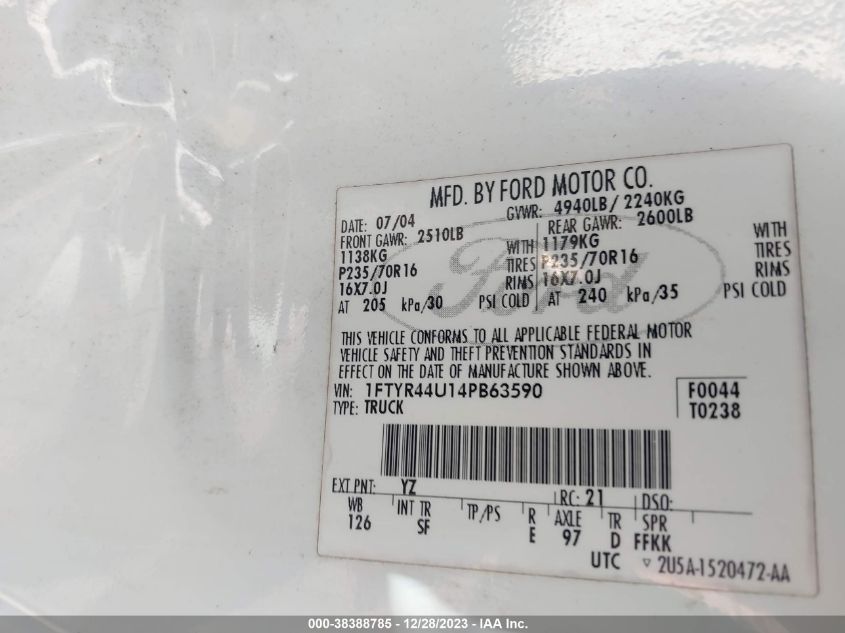 MFD. BY FORD MOTOR CO.
DATE: 07/04 GVWR: 4940LB/ 2240KG
FRONT GAWR: 2510LB REAR GAWR: 2600LB
1138KG WITH 1179KG WITH
P235/70R16 TIRES P235/70R16 TIRES
16X7.0J RIMS 16X7.0J RIMS
AT 205 kPa/30 PSI COLD AT 240 kPa/35 PSI COLD
Ford
THIS VEHICLE CONFORMS TO ALL APPLICABLE FEDERAL MOTOR
VEHICLE SAFETY AND THEFT PREVENTION STANDARDS IN
EFFECT ON THE DATE OF MANUFACTURE SHOWN ABOVE.
VIN: 1FTYR44U14PB63590 F0044
TYPE: TRUCK T0238
EXT PNT: YZ RC: 21 DSO:
WB INT TR TP/PS R AXLE TR SPR
126 SF E 97 D FFKK
UTC ▽ 2U5A-1520472-AA
000-38388785 - 12/28/2023 - IAA Inc.